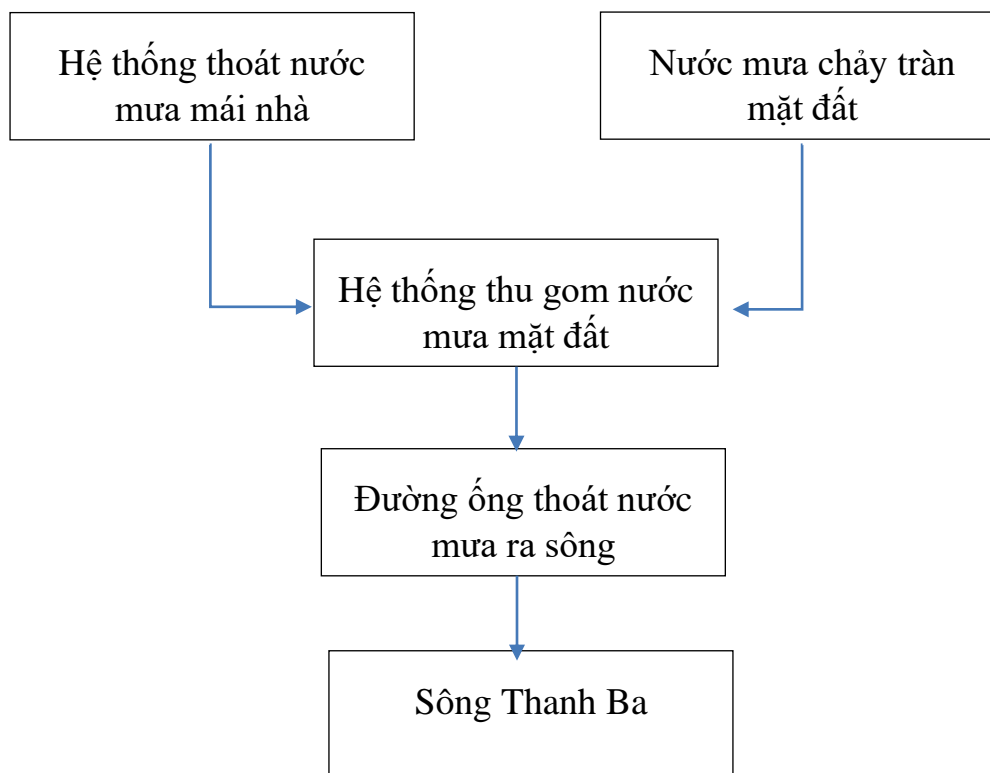 Hệ thống thoát nước
mưa mái nhà
Nước mưa chảy tràn
mặt đất
Hệ thống thu gom nước
mưa mặt đất
Đường ống thoát nước
mưa ra sông
Sông Thanh Ba